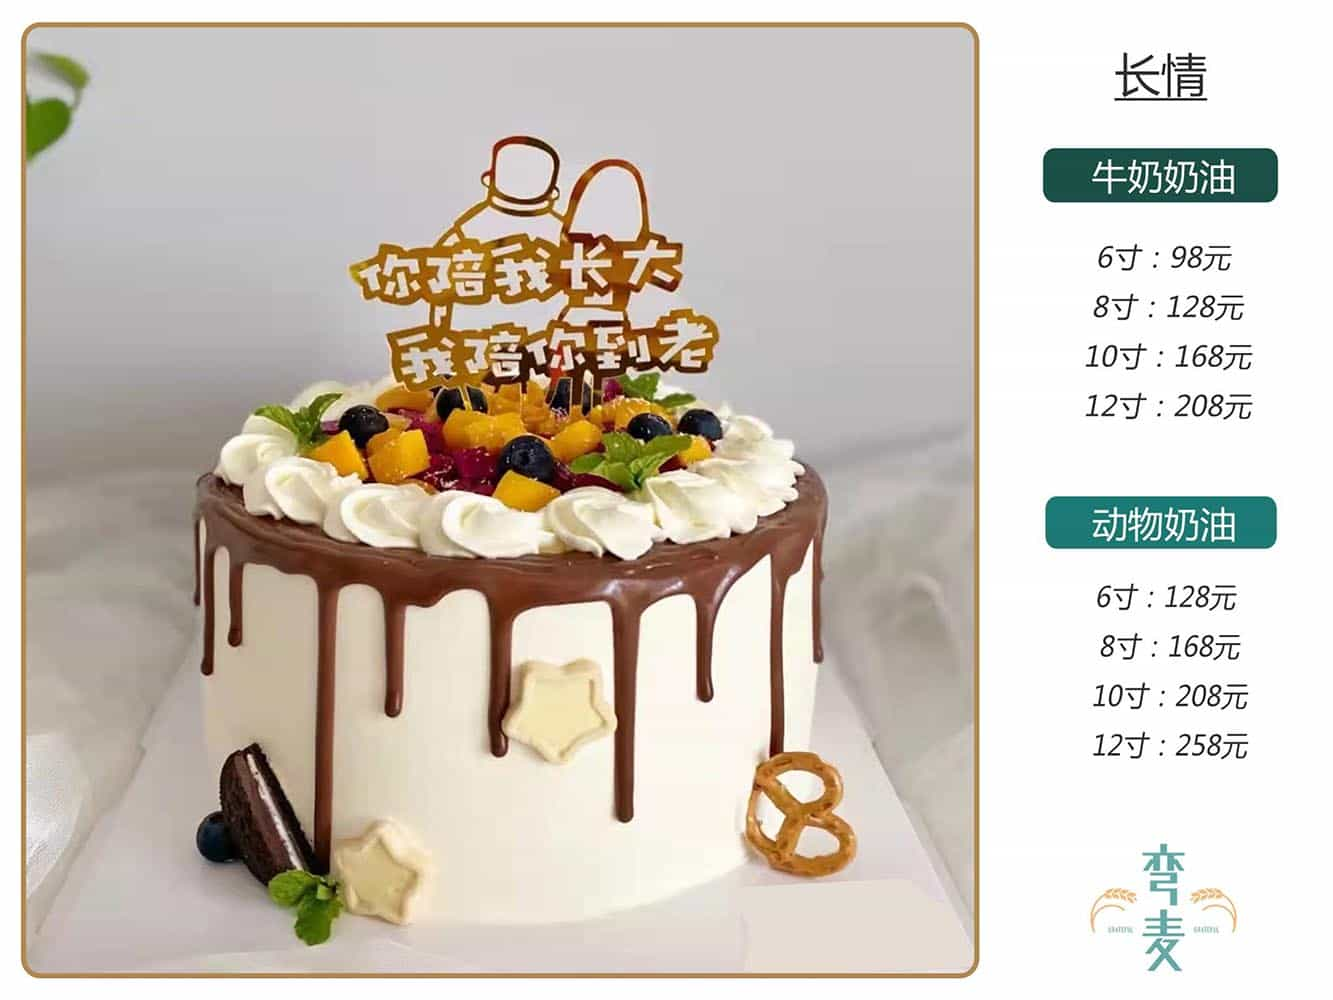 你陪我长大
我陪你到老
长情
牛奶奶油
6寸：98元
8寸：128元
10寸：168元
12寸：208元
动物奶油
6寸：128元
8寸：168元
10寸：208元
12寸：258元
弯麦
GRATEFUL GRATEFUL